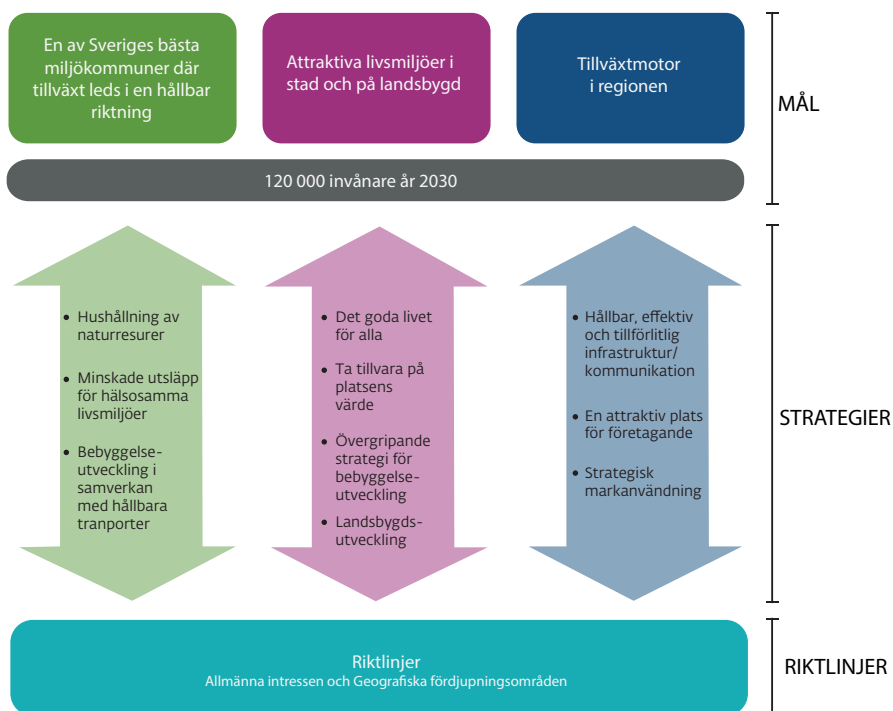 En av Sveriges bästa
miljökommuner där
tillväxt leds i en hållbar
riktning
Attraktiva livsmiljöer i
stad och på landsbygd
Tillväxtmotor
i regionen
MÅL
120 000 invånare år 2030
• Hushållning av
naturresurer
• Minskade utsläpp
för hälsosamma
livsmiljöer
• Bebyggelse-
utveckling i
samverkan
med hållbara
tranporter
• Det goda livet
för alla
• Ta tillvara på
platsens
värde
• Övergripande
strategi för
bebyggelse-
utveckling
• Landsbygds-
utveckling
• Hållbar, effektiv
och tillförlitlig
infrastruktur/
kommunikation
• En attraktiv plats
för företagande
• Strategisk
markanvändning
STRATEGIER
Riktlinjer
Allmänna intressen och Geografiska fördjupningsområden
RIKTLINJER